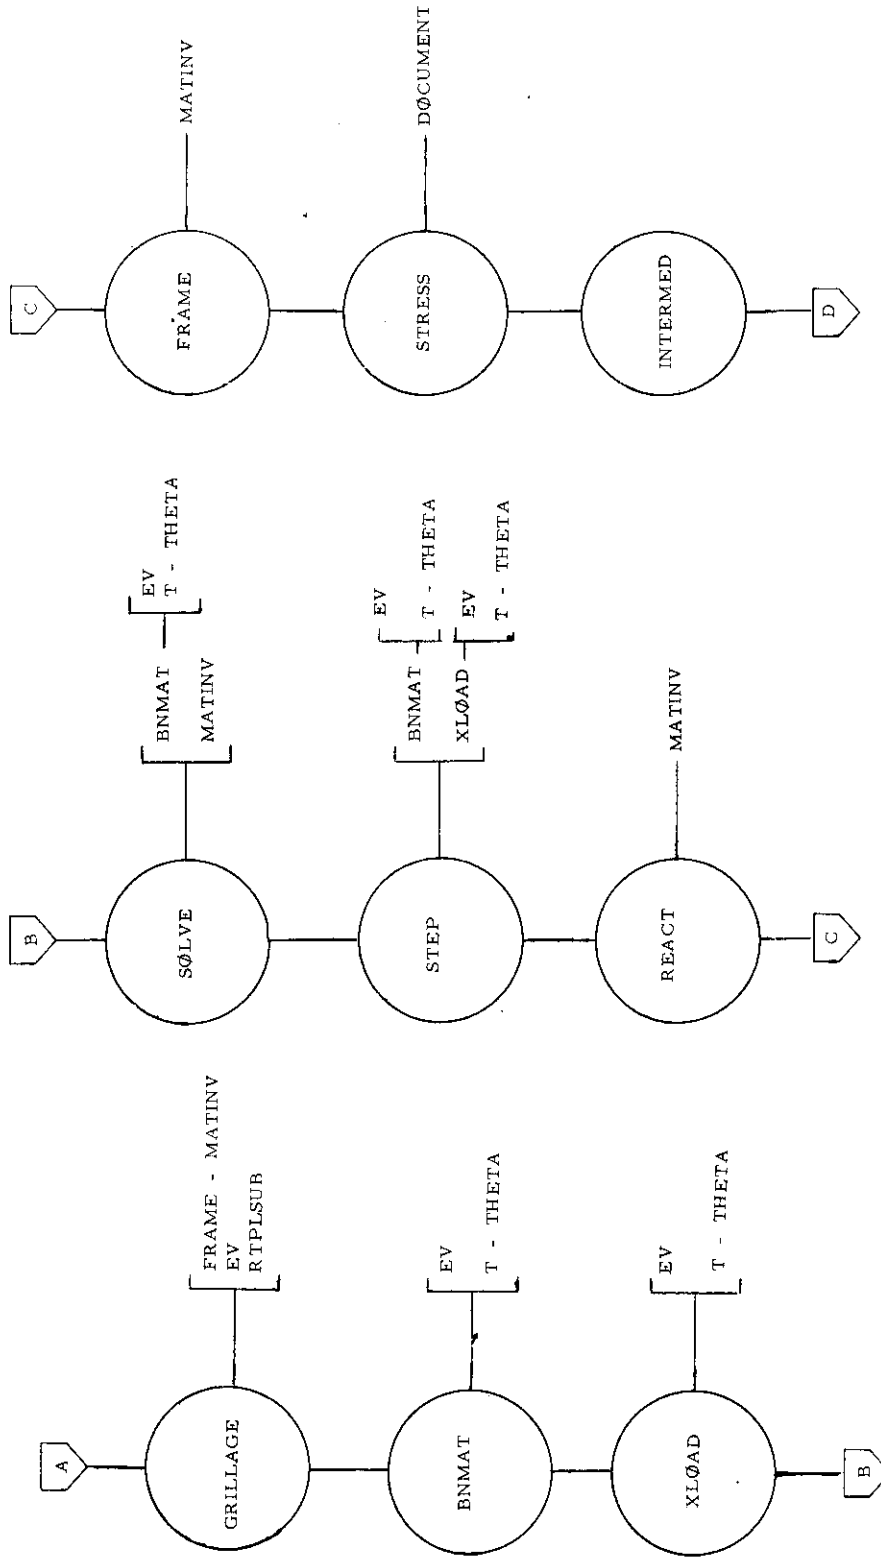 A
GRILLAGE
FRAME - MATINV
EV
RTPLSUB
BNMAT
EV
T - THETA
XLØAD
EV
T - THETA
B
B
SØLVE
BNMAT
EV
T - THETA
MATINV
STEP
BNMAT
EV
T - THETA
XLØAD
EV
T - THETA
REACT
MATINV
C
C
FRAME
MATINV
STRESS
DØCUMENT
INTERMED
D